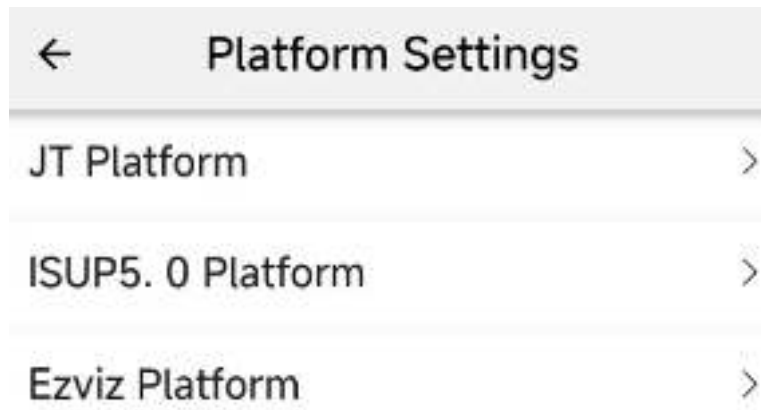 Platform Settings
JT Platform
ISUP5. 0 Platform
Ezviz Platform